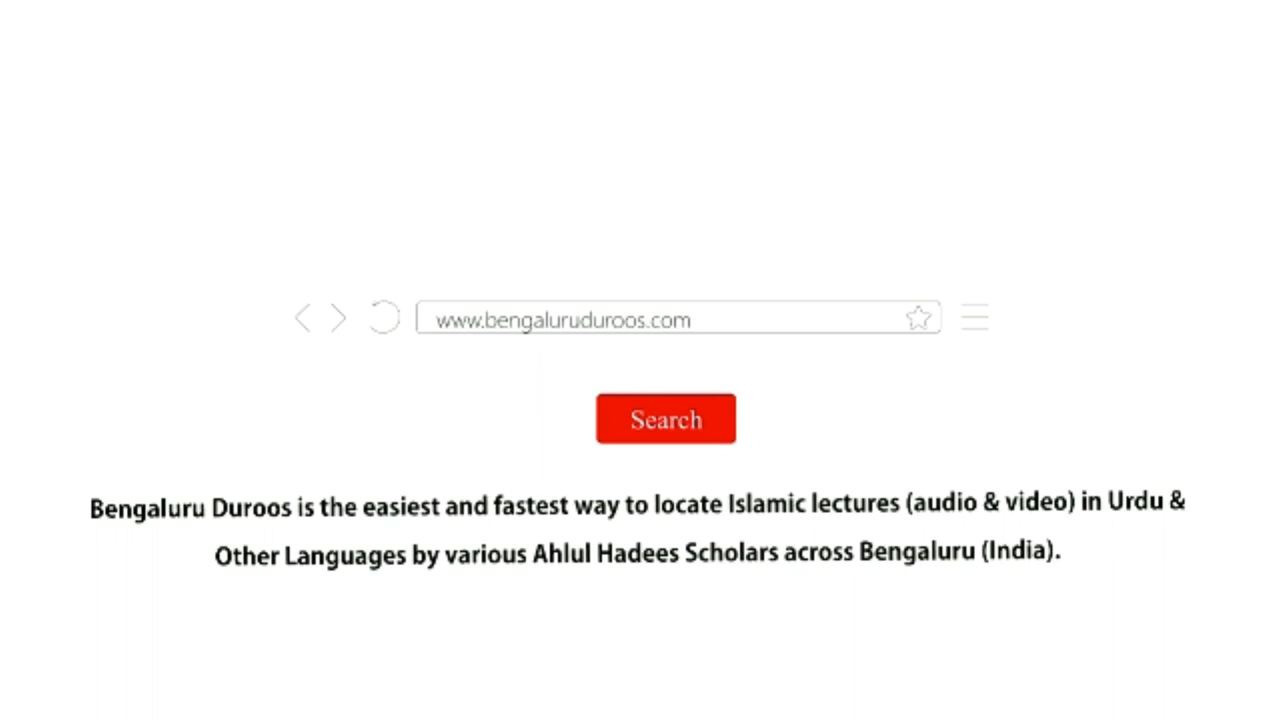 www.bengaluruduroos.com
Search
Bengaluru Duroos is the easiest and fastest way to locate Islamic lectures (audio & video) in Urdu &
Other Languages by various Ahlul Hadees Scholars across Bengaluru (India).